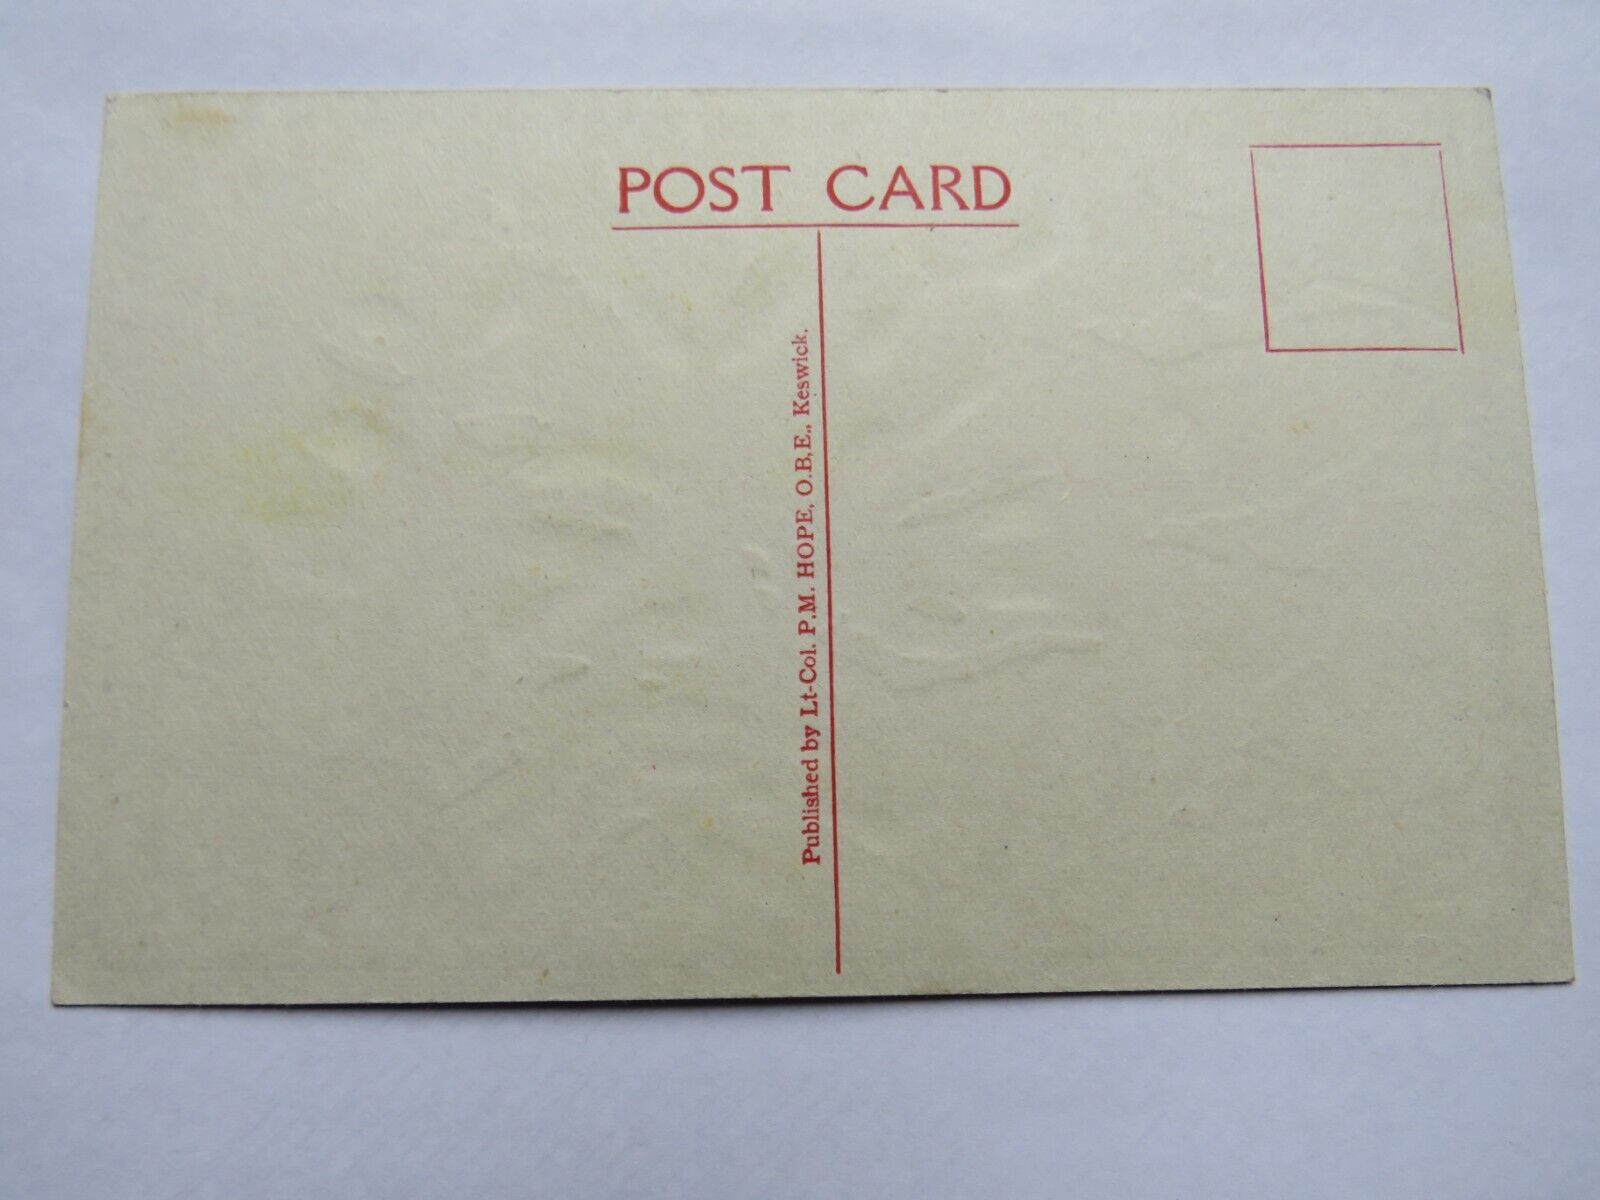 POST CARD
Published by Lt-Col. P.M. HOPE, O.B,E., Keswick.